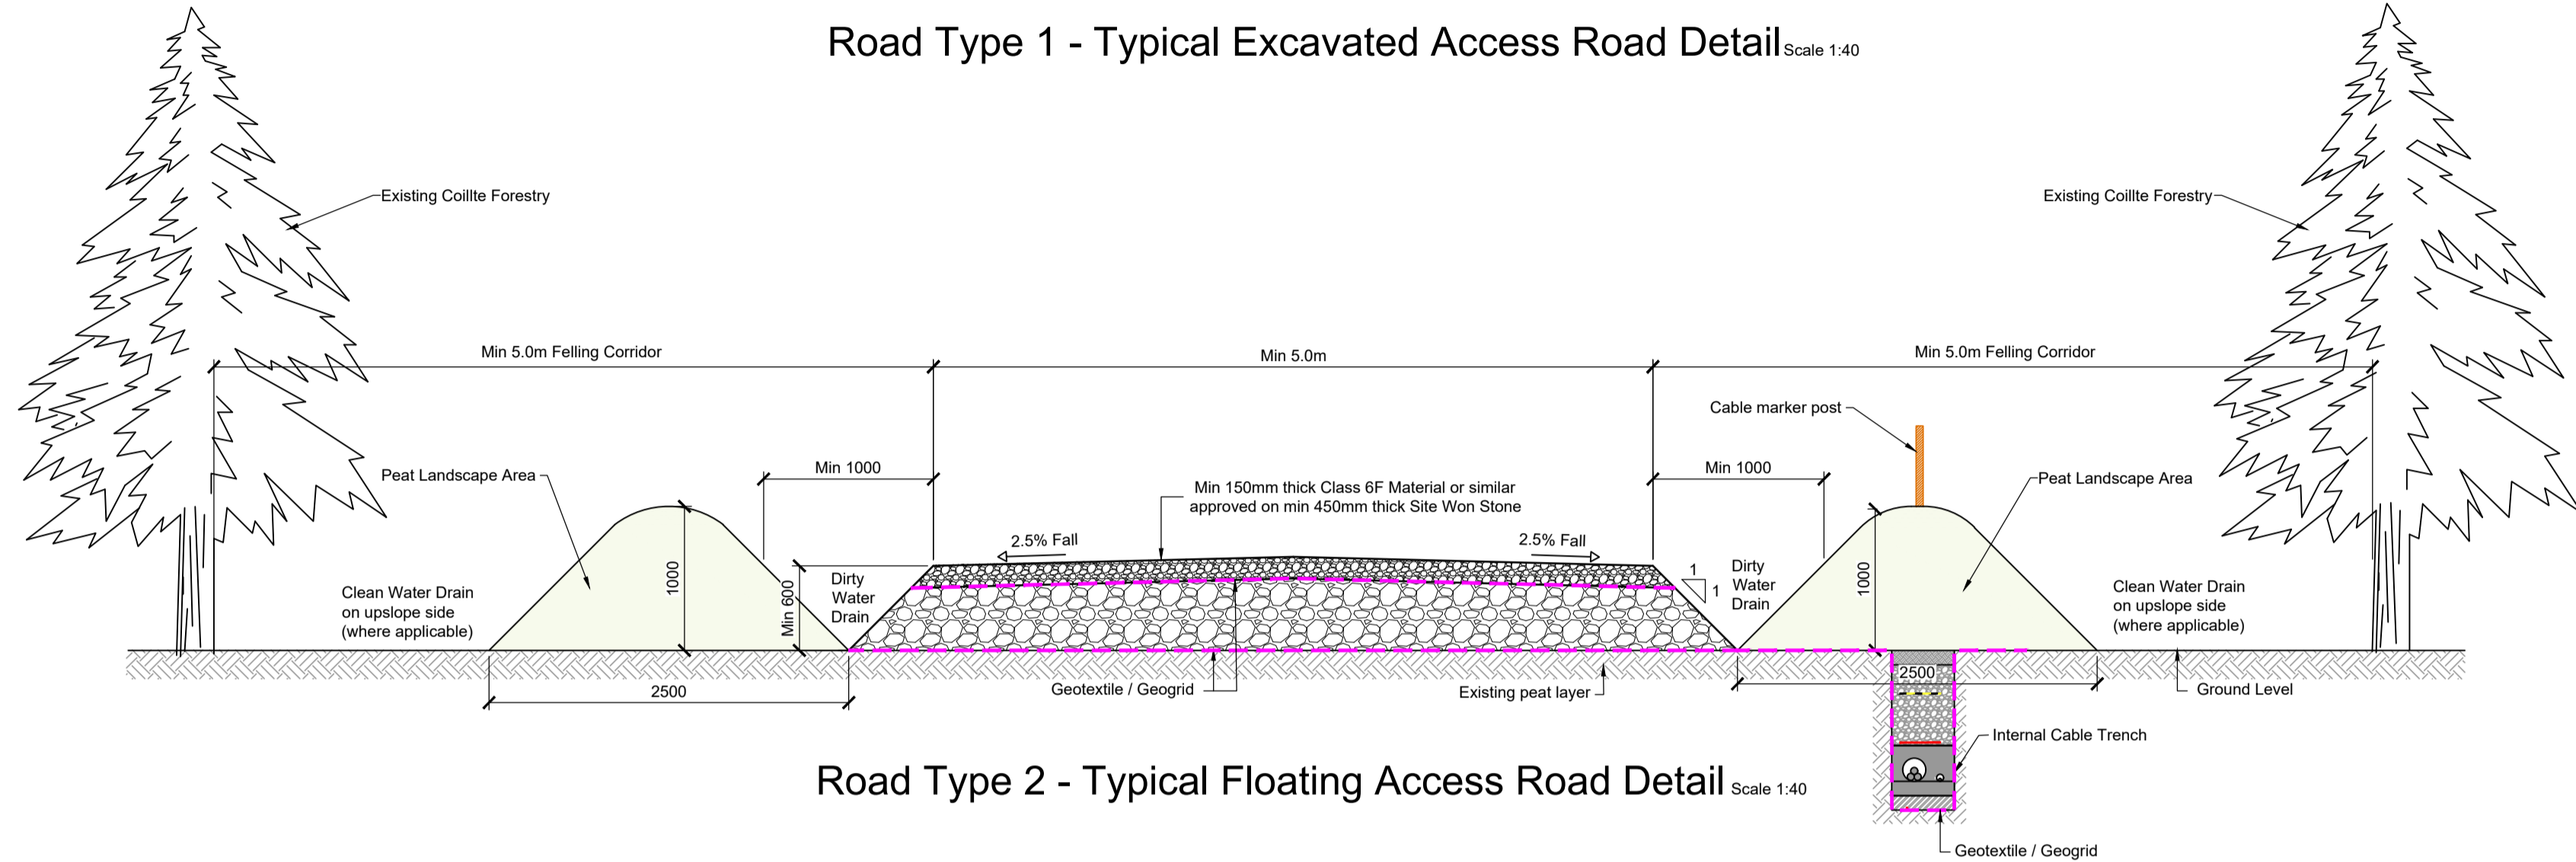 Road Type 1 - Typical Excavated Access Road Detail Scale 1:40
Existing Coillte Forestry
Existing Coillte Forestry
Min 5.0m Felling Corridor
Min 5.0m
Min 5.0m Felling Corridor
Cable marker post
Peat Landscape Area
Min 1000
Min 150mm thick Class 6F Material or similar
approved on min 450mm thick Site Won Stone
Min 1000
Peat Landscape Area
2.5% Fall
2.5% Fall
Clean Water Drain
on upslope side
(where applicable)
1000
Min 600
Dirty
Water
Drain
1
1
Dirty
Water
Drain
1000
Clean Water Drain
on upslope side
(where applicable)
2500
Geotextile / Geogrid
Existing peat layer
2500
Ground Level
Internal Cable Trench
Road Type 2 - Typical Floating Access Road Detail Scale 1:40
Geotextile / Geogrid